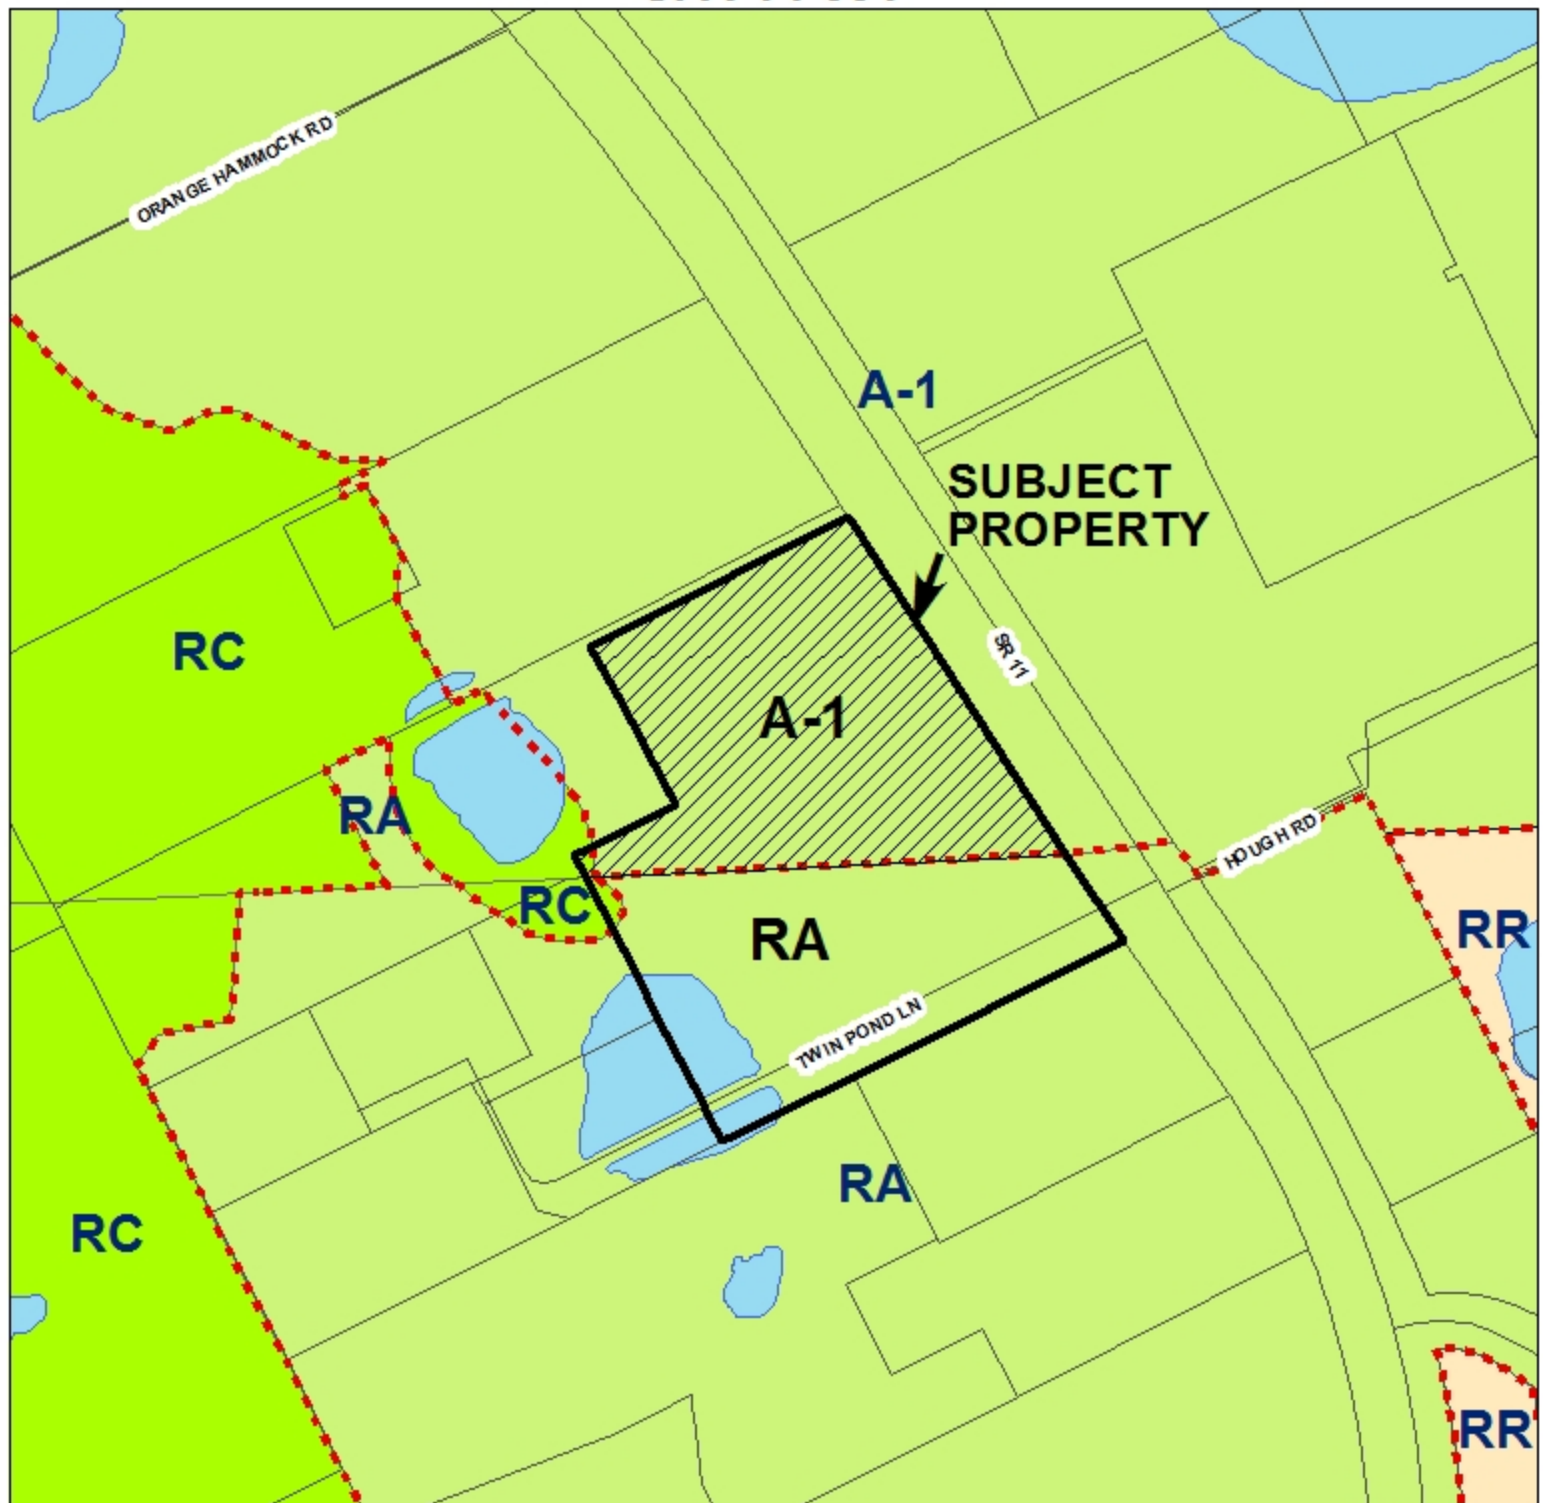 ORANGE HAMMOCK RD
A-1
SUBJECT
PROPERTY
RC
SR 11
A-1
RA
HOUGH RD
RC
RR
RA
TWIN POND LN
RA
RC
RR